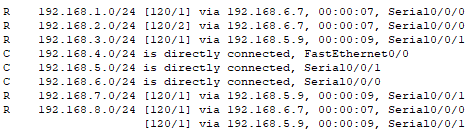 R 192.168.1.0/24 [120/1] via 192.168.6.7, 00:00:07, Serial0/0/0
R 192.168.2.0/24 [120/2] via 192.168.6.7, 00:00:07, Serial0/0/0
R 192.168.3.0/24 [120/1] via 192.168.5.9, 00:00:09, Serial0/0/1
C 192.168.4.0/24 is directly connected, FastEthernet0/0
C 192.168.5.0/24 is directly connected, Serial0/0/1
C 192.168.6.0/24 is directly connected, Serial0/0/0
R 192.168.7.0/24 [120/1] via 192.168.5.9, 00:00:09, Serial0/0/1
R 192.168.8.0/24 [120/1] via 192.168.6.7, 00:00:07, Serial0/0/0
[120/1] via 192.168.5.9, 00:00:09, Serial0/0/1